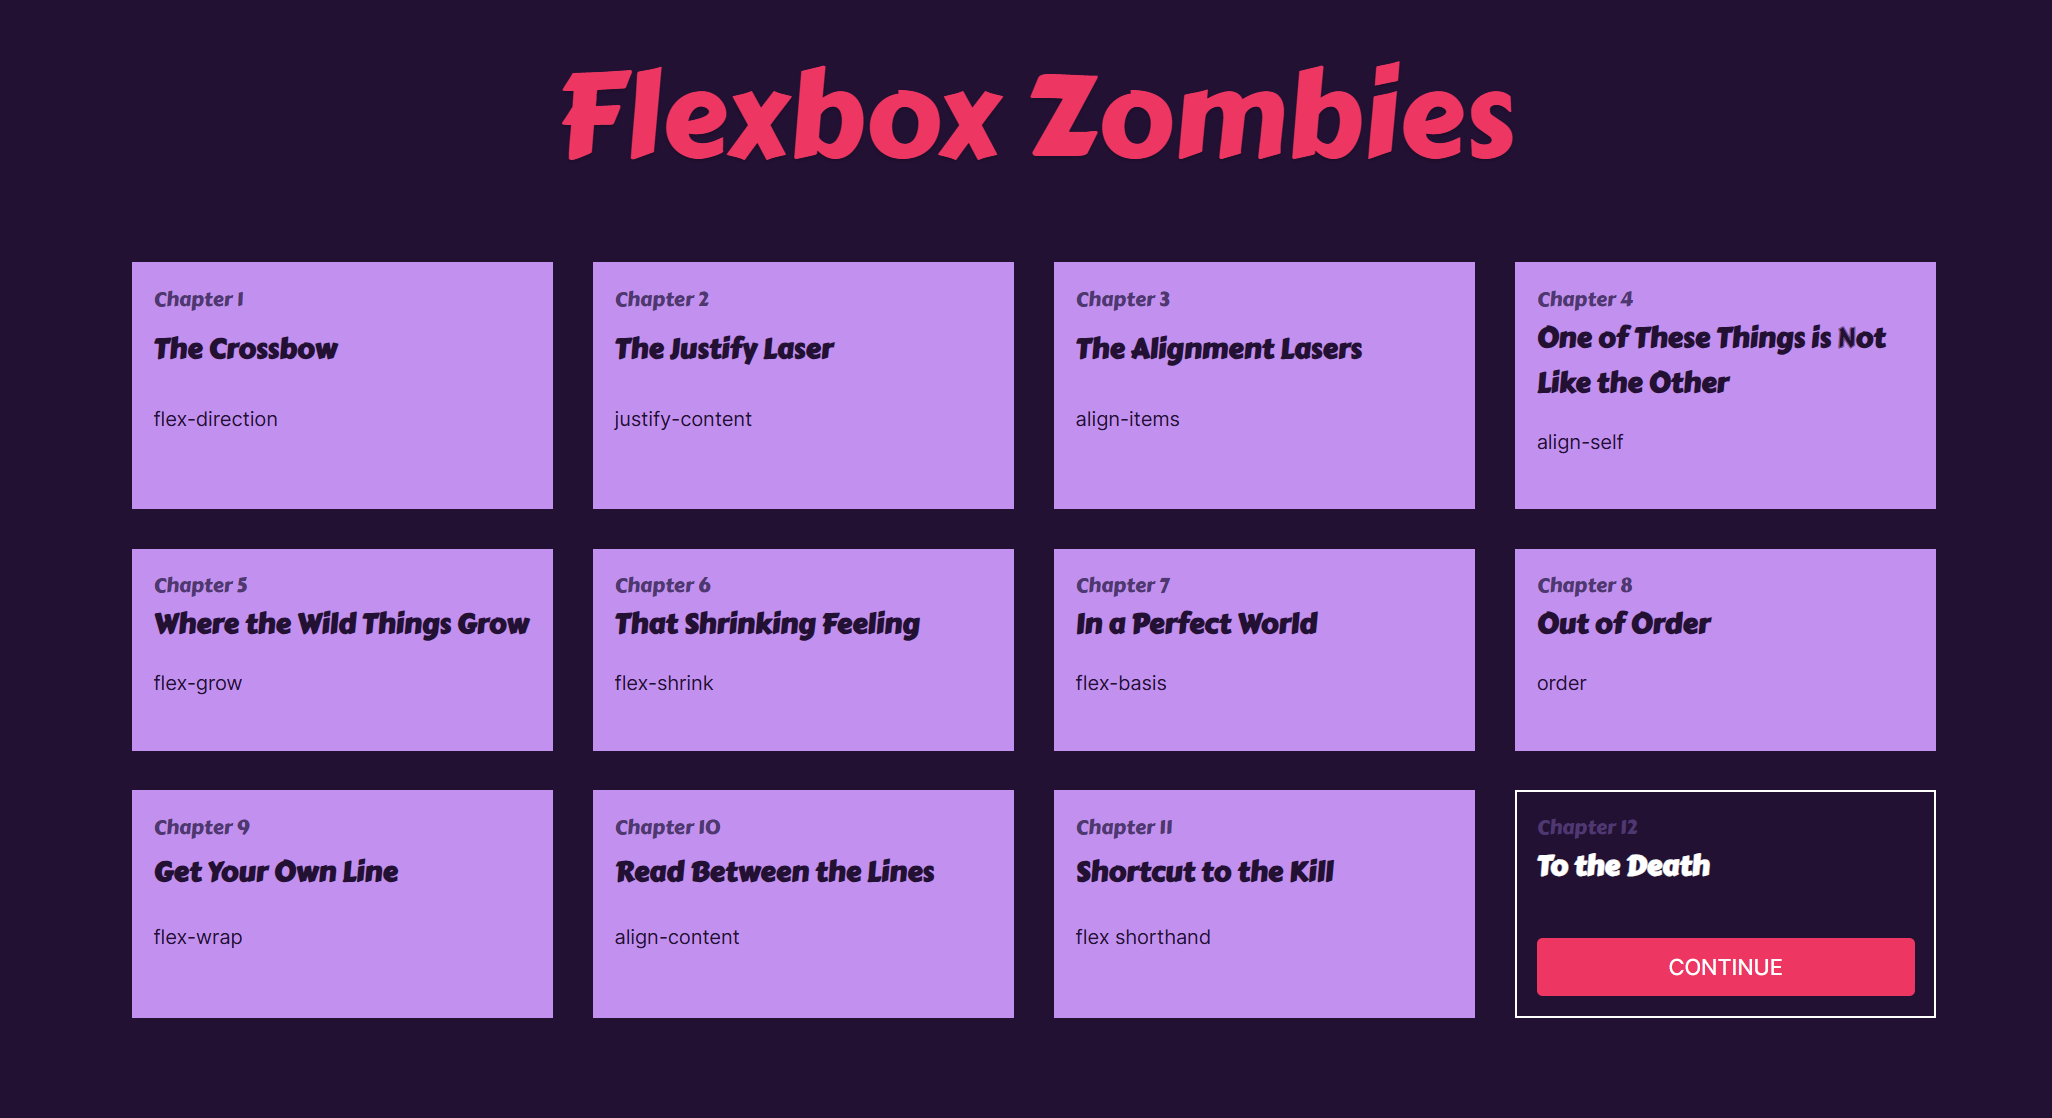 Flexbox Zombies
Chapter 1
The Crossbow
flex-direction
Chapter 2
The Justify Laser
justify-content
Chapter 3
The Alignment Lasers
align-items
Chapter 4
One of These Things is Not
Like the Other
align-self
Chapter 5
Where the Wild Things Grow
flex-grow
Chapter 6
That Shrinking Feeling
flex-shrink
Chapter 7
In a Perfect World
flex-basis
Chapter 8
Out of Order
order
Chapter 9
Get Your Own Line
flex-wrap
Chapter 10
Read Between the Lines
align-content
Chapter 11
Shortcut to the Kill
flex shorthand
Chapter 12
To the Death
CONTINUE